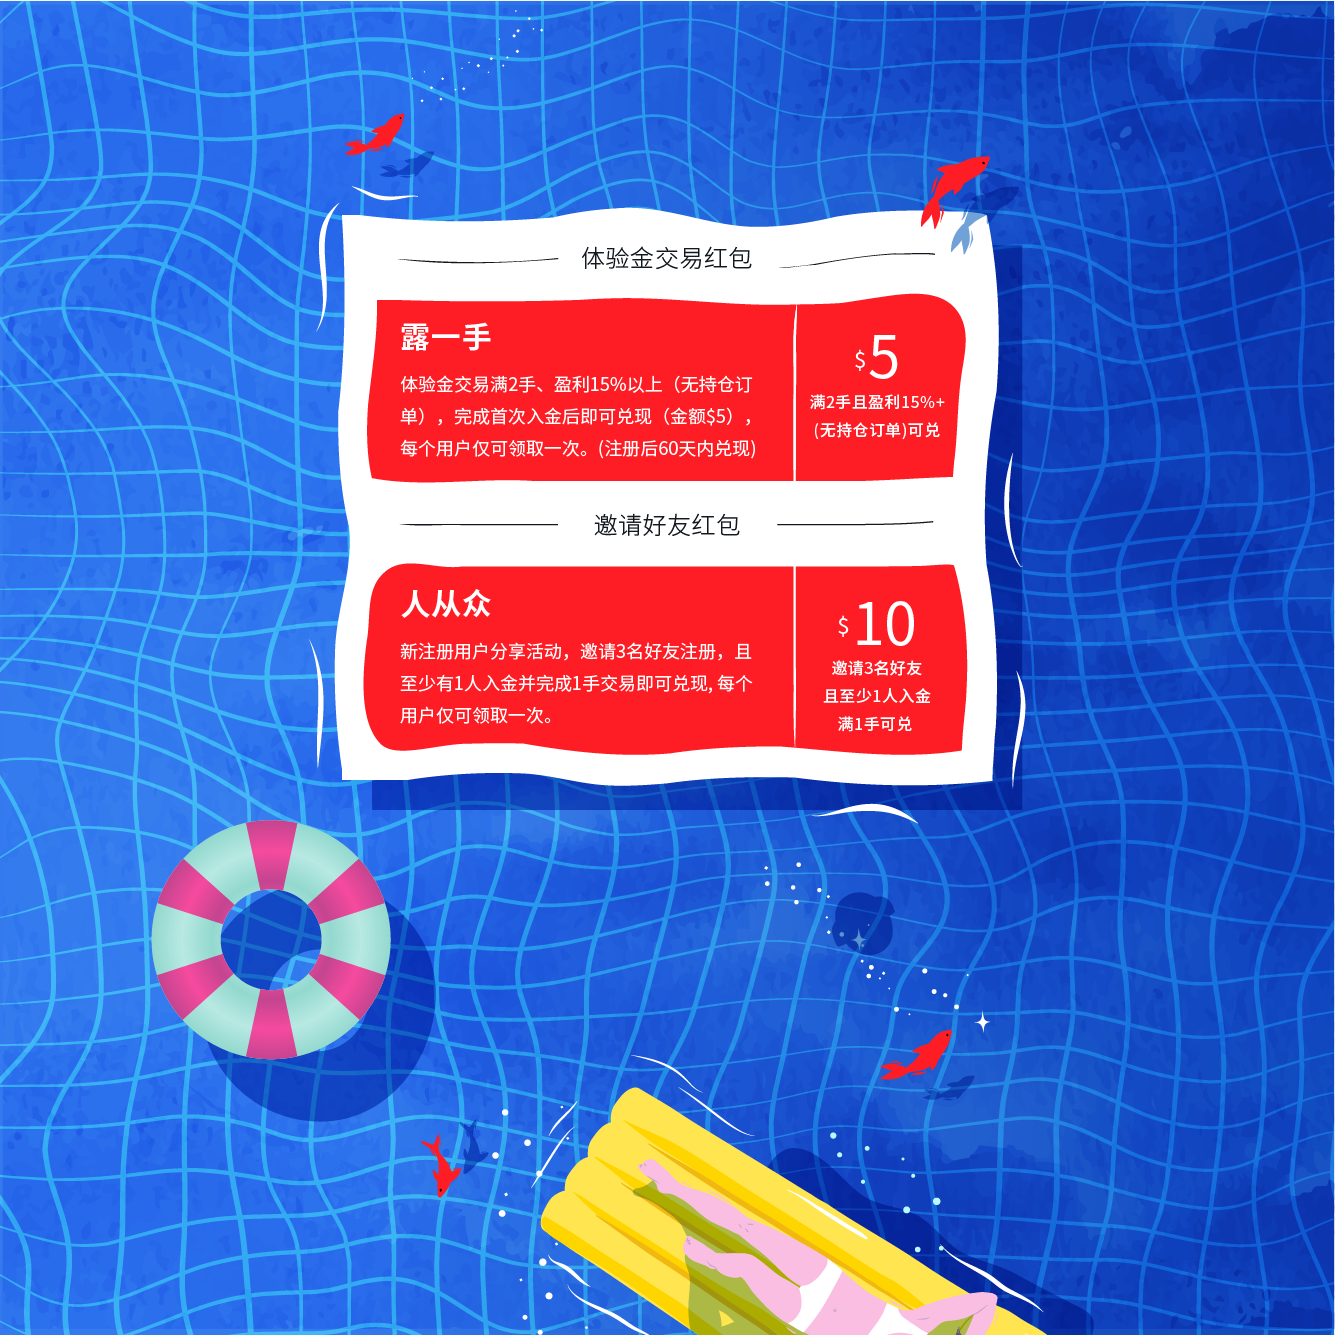 体验金交易红包
露一手
体验金交易满2手、盈利15%以上（无持仓订
单），完成首次入金后即可兑现（金额$5），
每个用户仅可领取一次。(注册后60天内兑现)
$5
满2手且盈利15%+
(无持仓订单)可兑
邀请好友红包
人从众
新注册用户分享活动，邀请3名好友注册，且
至少有1人入金并完成1手交易即可兑现, 每个
用户仅可领取一次。
$10
邀请3名好友
且至少1人入金
满1手可兑